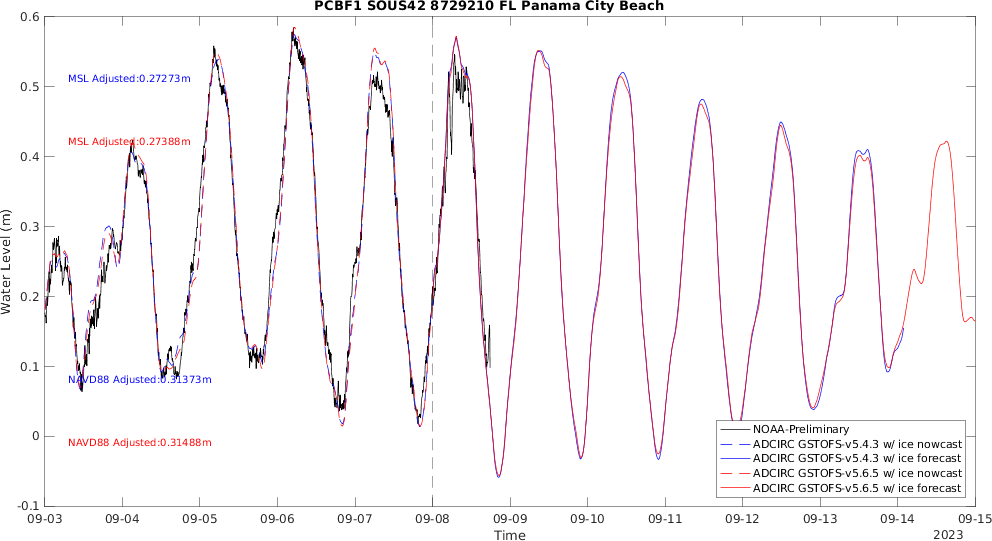 PCBF1 SOUS42 8729210 FL Panama City Beach
0.6
0.5
0.4
0.3
0.2
0.1
0
-0.1
Water Level (m)
MSL Adjusted:0.27273m
MSL Adjusted:0.27388m
NAVD88 Adjusted:0.31373m
NAVD88 Adjusted:0.31488m
NOAA-Preliminary
ADCIRC GSTOFS-v5.4.3 w/ ice nowcast
ADCIRC GSTOFS-v5.4.3 w/ ice forecast
ADCIRC GSTOFS-v5.6.5 w/ ice nowcast
ADCIRC GSTOFS-v5.6.5 w/ ice forecast
09-03 09-04 09-05 09-06 09-07 09-08 09-09 09-10 09-11 09-12 09-13 09-14 09-15
Time
2023